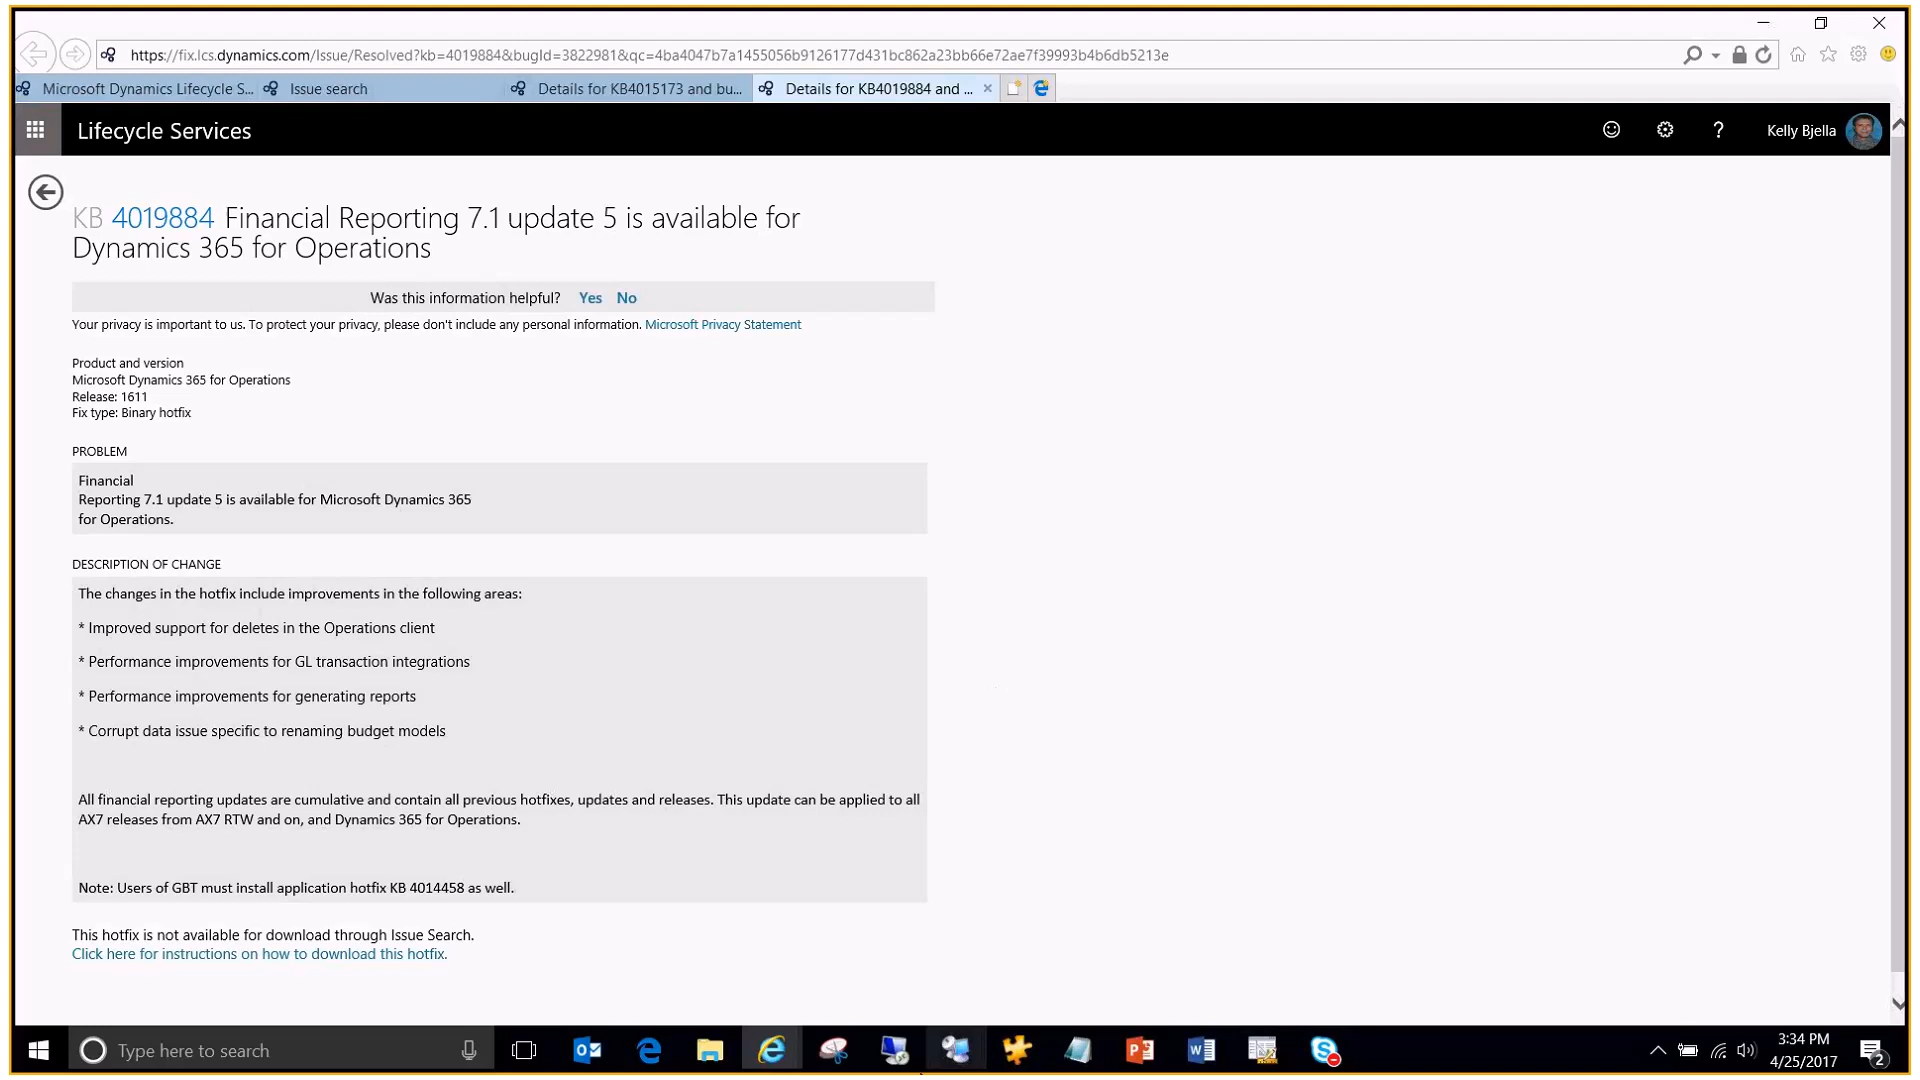 https://fix.lcs.dynamics.com/Issue/Resolved?kb=4019884&bugId=3822981&qc=4ba4047b7a1455056b9126177d431bc862a23bb66e72ae7f39993b4b6db5213e
Microsoft Dynamics Lifecycle S... Issue search Details for KB4015173 and bu... Details for KB4019884 and ...
Lifecycle Services
Kelly Bjella
KB 4019884 Financial Reporting 7.1 update 5 is available for
Dynamics 365 for Operations
Was this information helpful? Yes No
Your privacy is important to us. To protect your privacy, please don't include any personal information. Microsoft Privacy Statement
Product and version
Microsoft Dynamics 365 for Operations
Release: 1611
Fix type: Binary hotfix
PROBLEM
Financial
Reporting 7.1 update 5 is available for Microsoft Dynamics 365
for Operations.
DESCRIPTION OF CHANGE
The changes in the hotfix include improvements in the following areas:
* Improved support for deletes in the Operations client
* Performance improvements for GL transaction integrations
* Performance improvements for generating reports
* Corrupt data issue specific to renaming budget models
All financial reporting updates are cumulative and contain all previous hotfixes, updates and releases. This update can be applied to all
AX7 releases from AX7 RTW and on, and Dynamics 365 for Operations.
Note: Users of GBT must install application hotfix KB 4014458 as well.
This hotfix is not available for download through Issue Search.
Click here for instructions on how to download this hotfix.
Type here to search
3:34 PM
4/25/2017
2